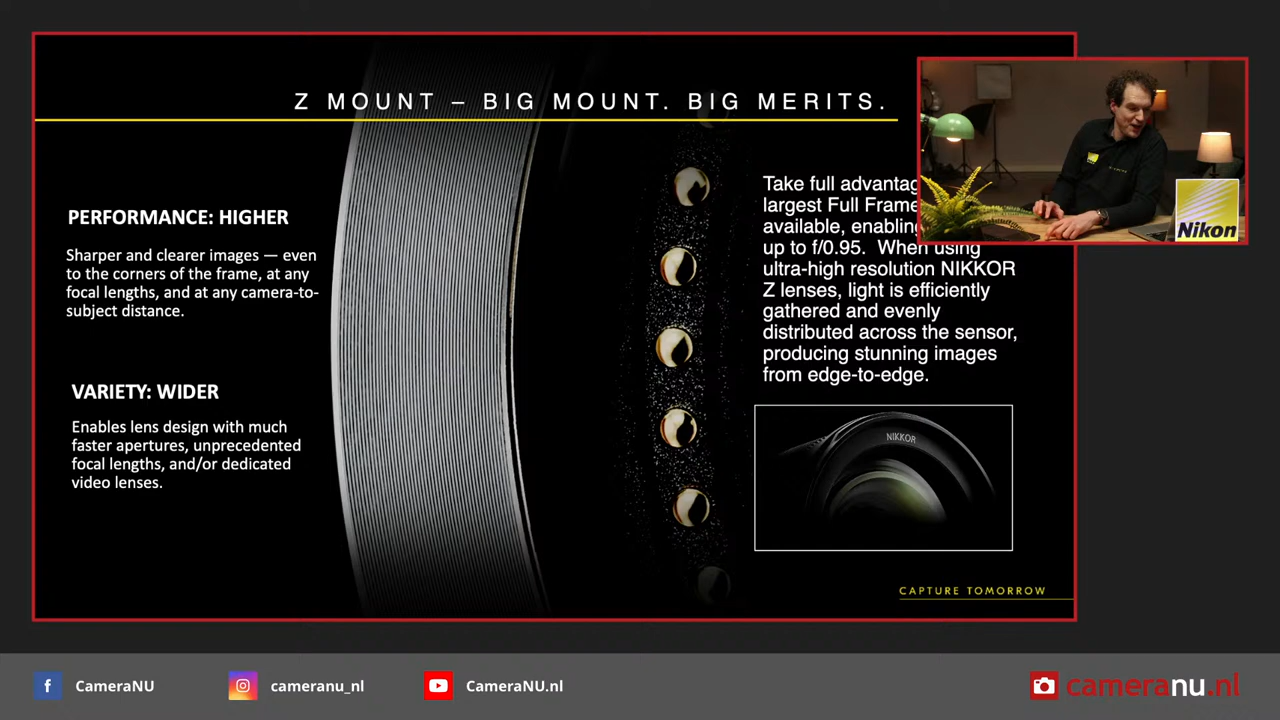 Z MOUNT – BIG MOUNT. BIG MERITS.
PERFORMANCE: HIGHER
Sharper and clearer images — even
to the corners of the frame, at any
focal lengths, and at any camera-to-
subject distance.
VARIETY: WIDER
Enables lens design with much
faster apertures, unprecedented
focal lengths, and/or dedicated
video lenses.
Take full
largest Full Frame
available,
up to f/0.95. When using
ultra-high resolution NIKKOR
Z lenses, light is efficiently
gathered and evenly
distributed across the sensor,
producing stunning images
from edge-to-edge.
NIKKOR
CAPTURE TOMORROW
Nikon
CameraNU
cameranu_nl
CameraNU.nl
cameranu.nl